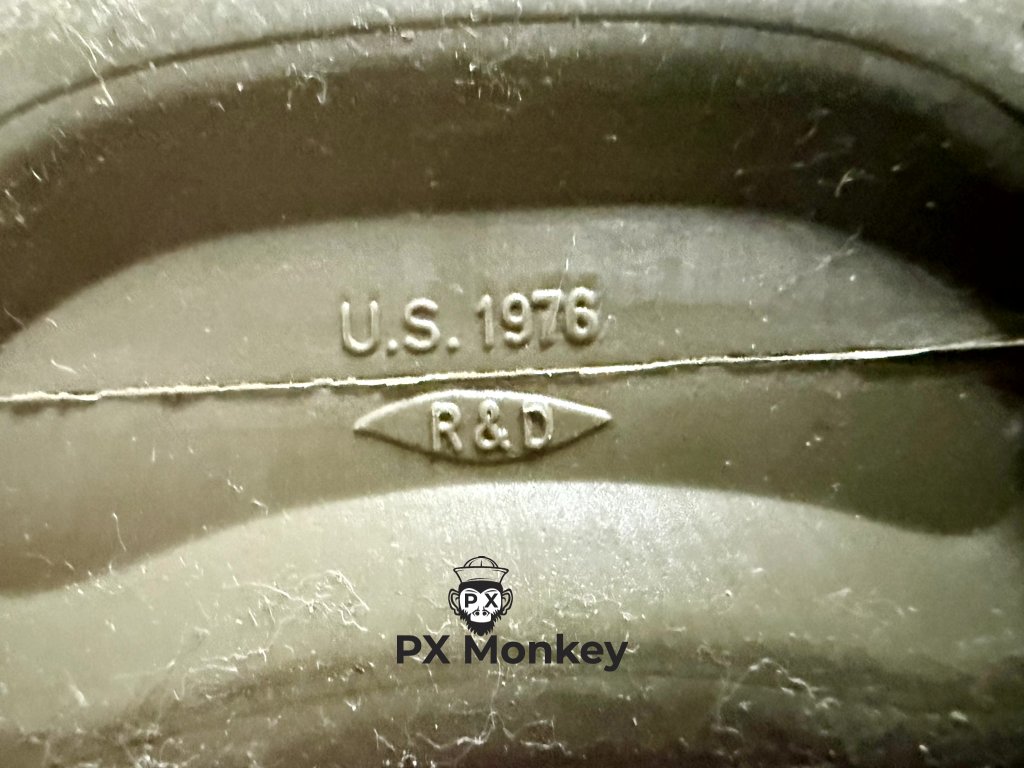 U.S. 1976
R & D
PX
PX Monkey